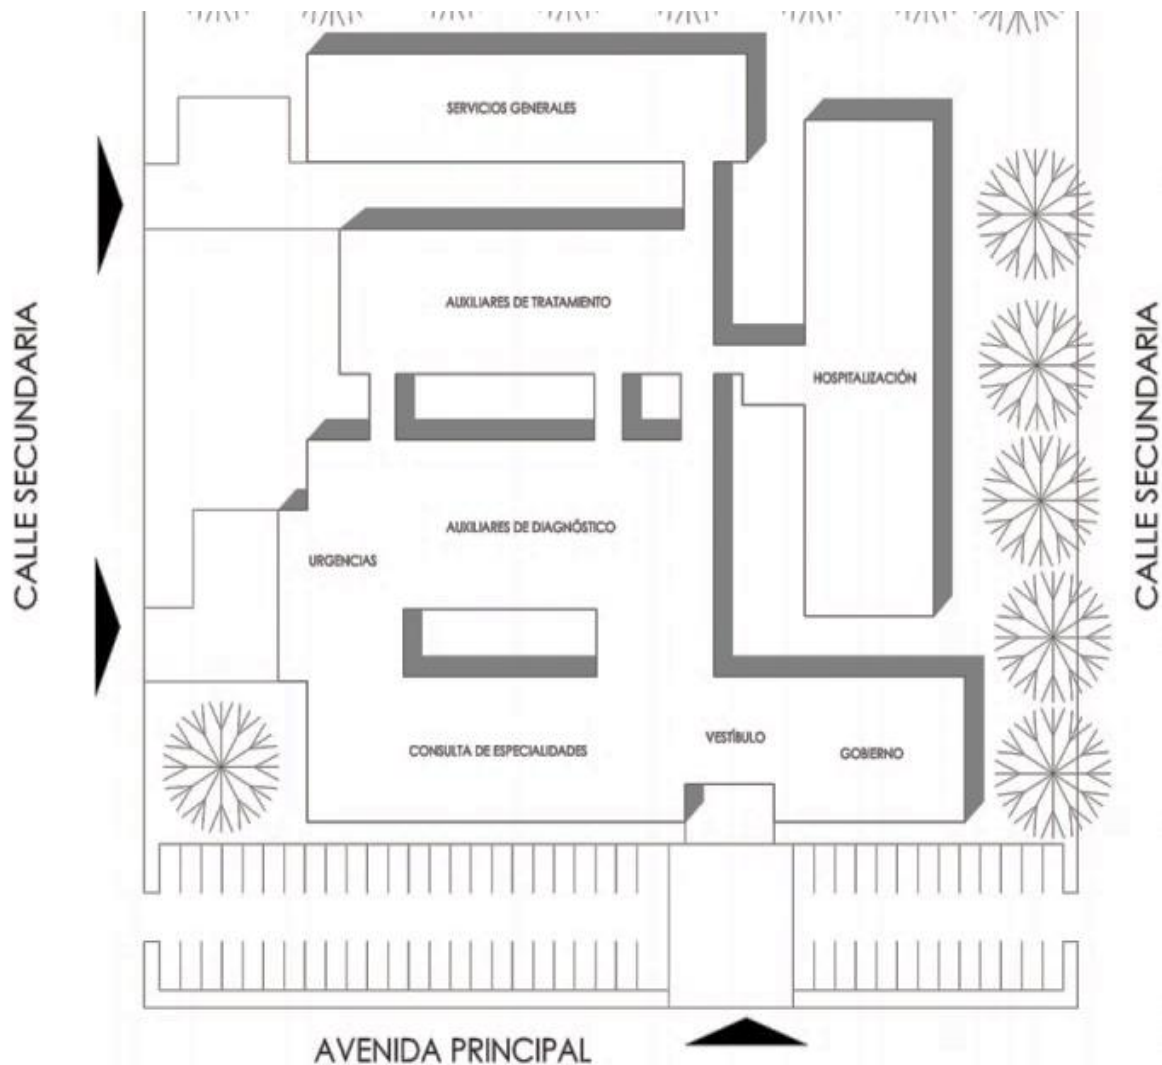 SERVICIOS GENERALES
AUXILIARES DE TRATAMIENTO
HOSPITALIZACIÓN
CALLE SECUNDARIA
CALLE SECUNDARIA
AUXILIARES DE DIAGNÓSTICO
URGENCIAS
CONSULTA DE ESPECIALIDADES
VESTÍBULO
GOBIERNO
AVENIDA PRINCIPAL